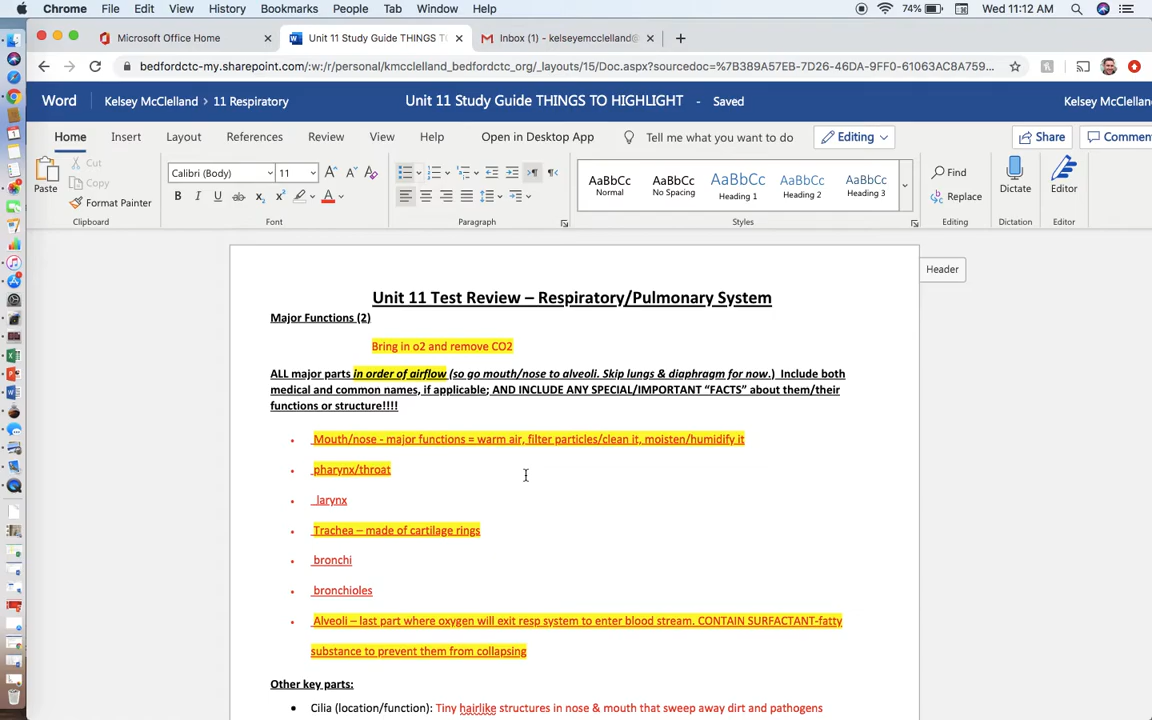 Chrome File Edit View History Bookmarks People Tab Window Help 74% Wed 11:12 AM
Microsoft Office Home Unit 11 Study Guide THINGS TO Inbox (1) - kelseyemcclelland@
bedfordctc-my.sharepoint.com/:w:/r/personal/kmcclelland_bedfordctc_org/_layouts/15/Doc.aspx?sourcedoc=%7B389A57EB-7D26-46DA-9FF0-61063AC8A759...
Word Kelsey McClelland > 11 Respiratory Unit 11 Study Guide THINGS TO HIGHLIGHT - Saved Kelsey McClelland
Home Insert Layout References Review View Help Open in Desktop App Tell me what you want to do Editing Share Commen
Paste Cut Copy Format Painter
Calibri (Body) 11
AaBbCc Normal AaBbCc No Spacing AaBbCc Heading 1 AaBbCc Heading 2 AaBbCc Heading 3
Find Replace Dictate Editor
Clipboard Font Paragraph Styles Editing Dictation Editor
Header
Unit 11 Test Review – Respiratory/Pulmonary System
Major Functions (2)
Bring in o2 and remove CO2
ALL major parts in order of airflow (so go mouth/nose to alveoli. Skip lungs & diaphragm for now.) Include both
medical and common names, if applicable; AND INCLUDE ANY SPECIAL/IMPORTANT “FACTS” about them/their
functions or structure!!!!
• Mouth/nose - major functions = warm air, filter particles/clean it, moisten/humidify it
• pharynx/throat
• larynx
• Trachea – made of cartilage rings
• bronchi
• bronchioles
• Alveoli – last part where oxygen will exit resp system to enter blood stream. CONTAIN SURFACTANT-fatty
substance to prevent them from collapsing
Other key parts:
• Cilia (location/function): Tiny hairlike structures in nose & mouth that sweep away dirt and pathogens